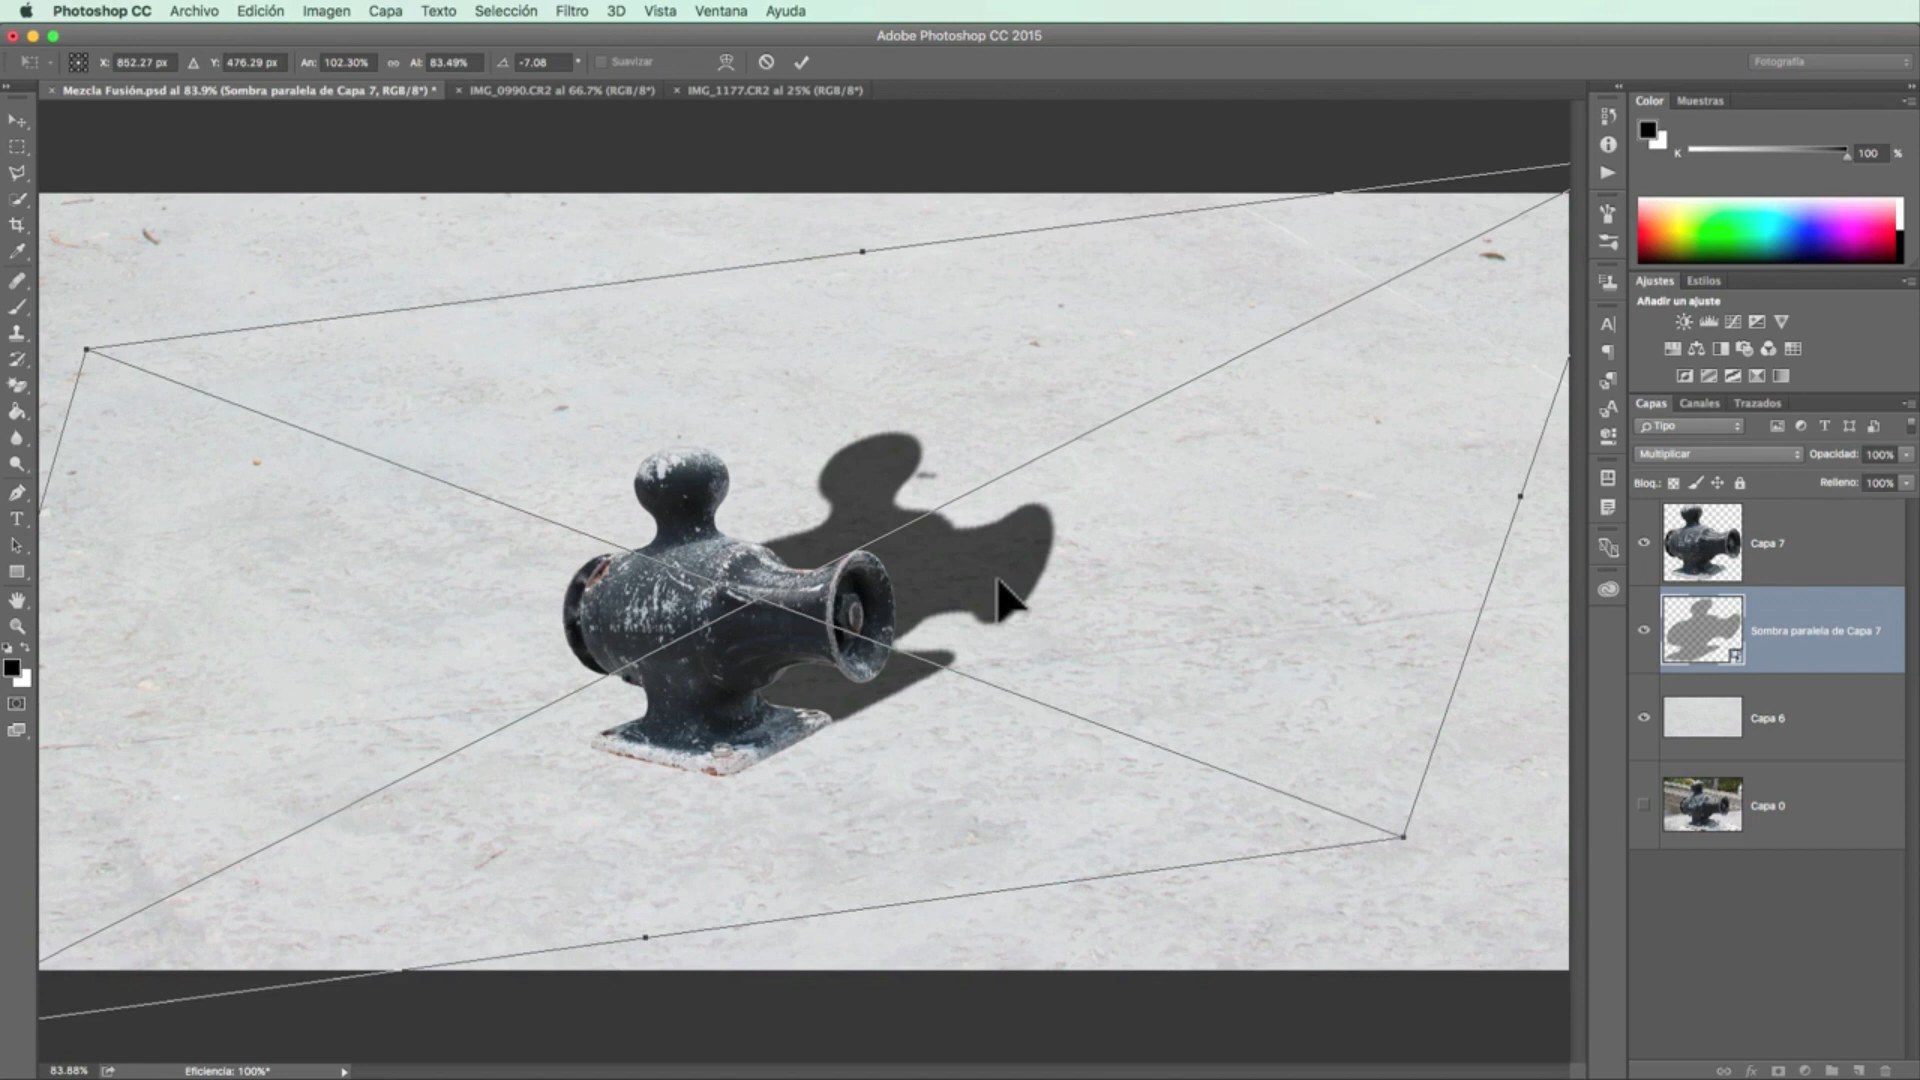 Photoshop CC Archivo Edición Imagen Capa Texto Selección Filtro 3D Vista Ventana Ayuda
Adobe Photoshop CC 2015
X: 852.27 px Y: 476.29 px An: 102.30% Al: 83.49% -7.08 ° Suavizar Fotografía
× Mezcla Fusión.psd al 83.9% (Sombra paralela de Capa 7, RGB/8*) * × IMG_0990.CR2 al 66.7% (RGB/8*) × IMG_1177.CR2 al 25% (RGB/8*)
Color Muestras
K 100 %
Ajustes Estilos
Añadir un ajuste
Capas Canales Trazados
Tipo
Multiplicar Opacidad: 100%
Bloq.: Relleno: 100%
Capa 7
Sombra paralela de Capa 7
Capa 6
Capa 0
83.88% Eficiencia: 100%*